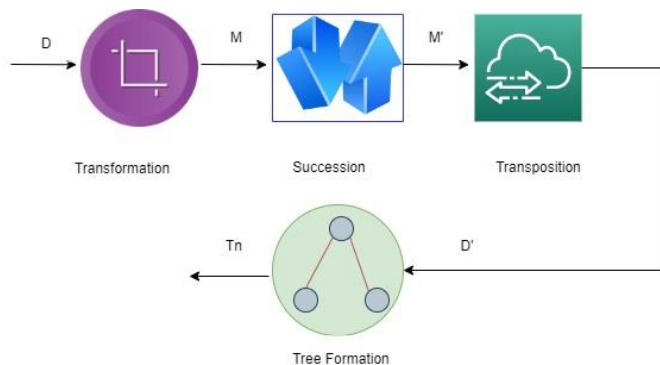 D
M
M'
Transformation
Succession
Transposition
Tn
D'
Tree Formation